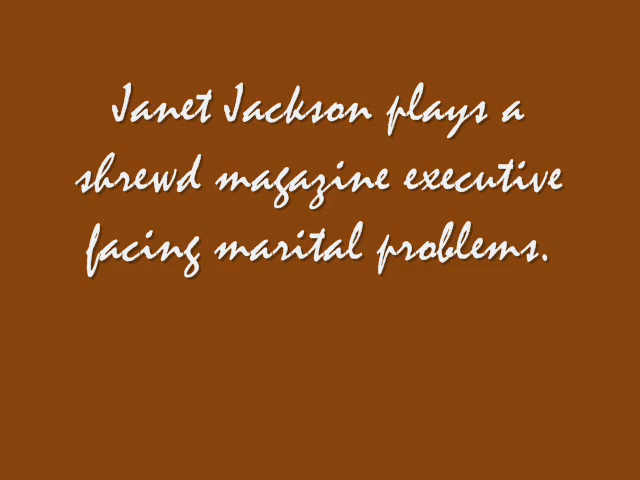 Janet Jackson plays a
shrewd magazine executive
facing marital problems.